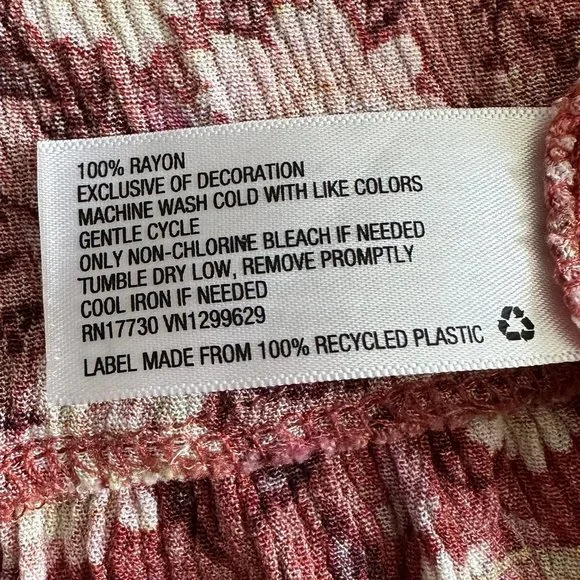 100% RAYON
EXCLUSIVE OF DECORATION
MACHINE WASH COLD WITH LIKE COLORS
GENTLE CYCLE
ONLY NON-CHLORINE BLEACH IF NEEDED
TUMBLE DRY LOW, REMOVE PROMPTLY
COOL IRON IF NEEDED
RN17730 VN1299629
LABEL MADE FROM 100% RECYCLED PLASTIC